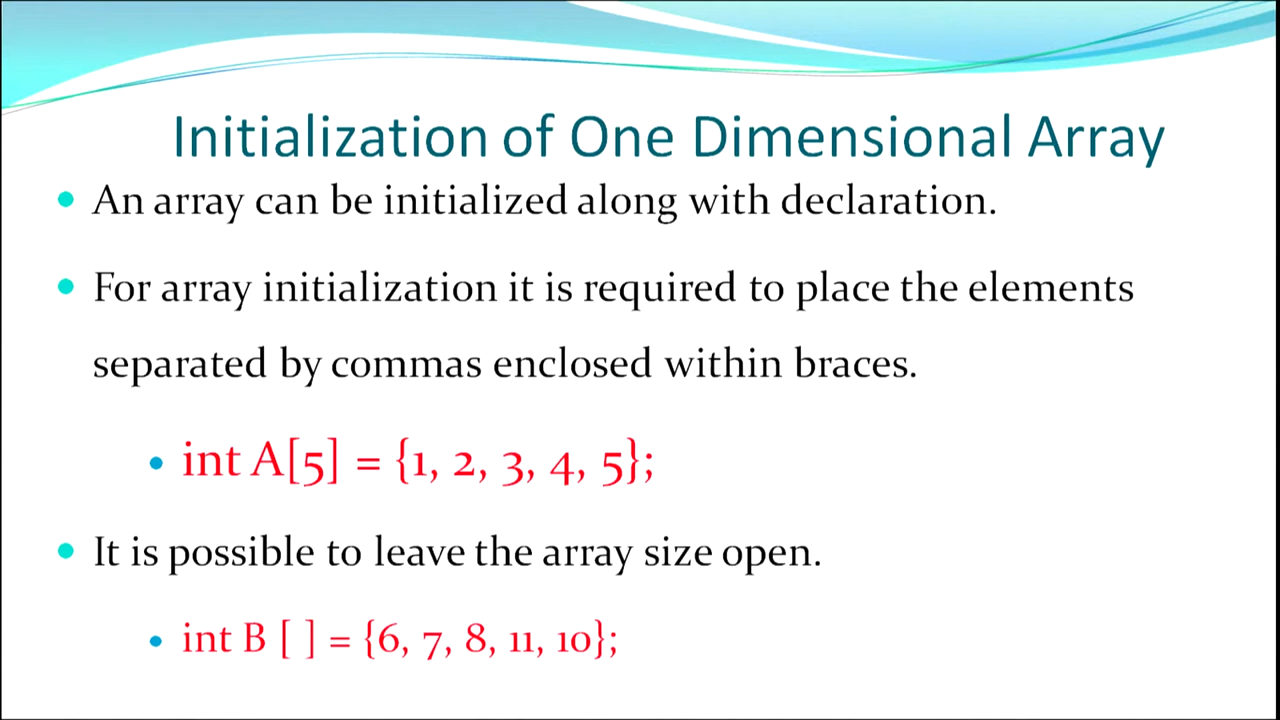 Initialization of One Dimensional Array
• An array can be initialized along with declaration.
• For array initialization it is required to place the elements
separated by commas enclosed within braces.
• int A[5] = {1, 2, 3, 4, 5};
• It is possible to leave the array size open.
• int B [ ] = {6, 7, 8, 11, 10};